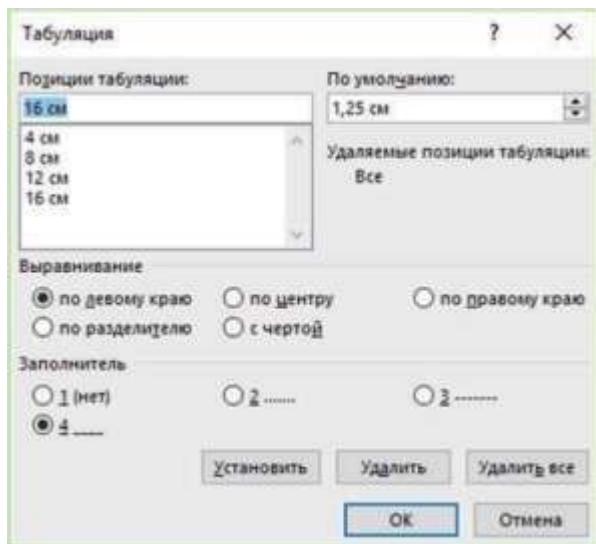 Табуляция ? ×
Позиции табуляции: По умолчанию:
16 см 1,25 см
4 см
8 см
12 см
16 см
Удаляемые позиции табуляции:
Все
Выравнивание
по левому краю по центру по правому краю
по разделителю с чертой
Заполнитель
1 (нет) 2 ....... 3 -------
4 ____
Установить Удалить Удалить все
ОК Отмена